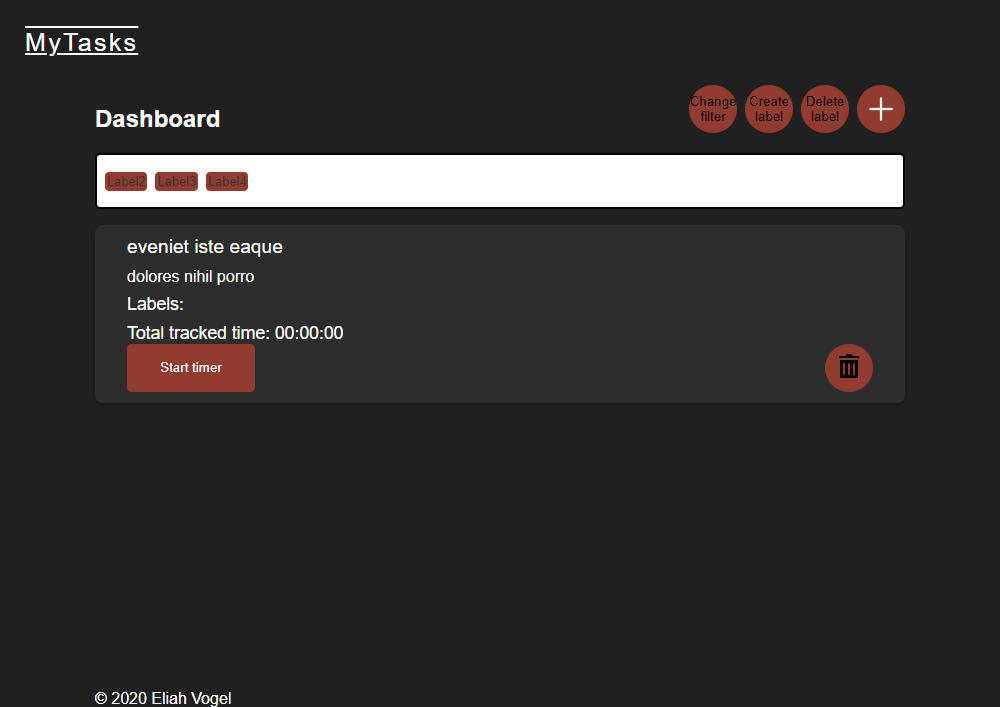 MyTasks
Dashboard
Change
filter
Create
label
Delete
label
Label2 Label3 Label4
eveniet iste eaque
dolores nihil porro
Labels:
Total tracked time: 00:00:00
Start timer
© 2020 Eliah Vogel